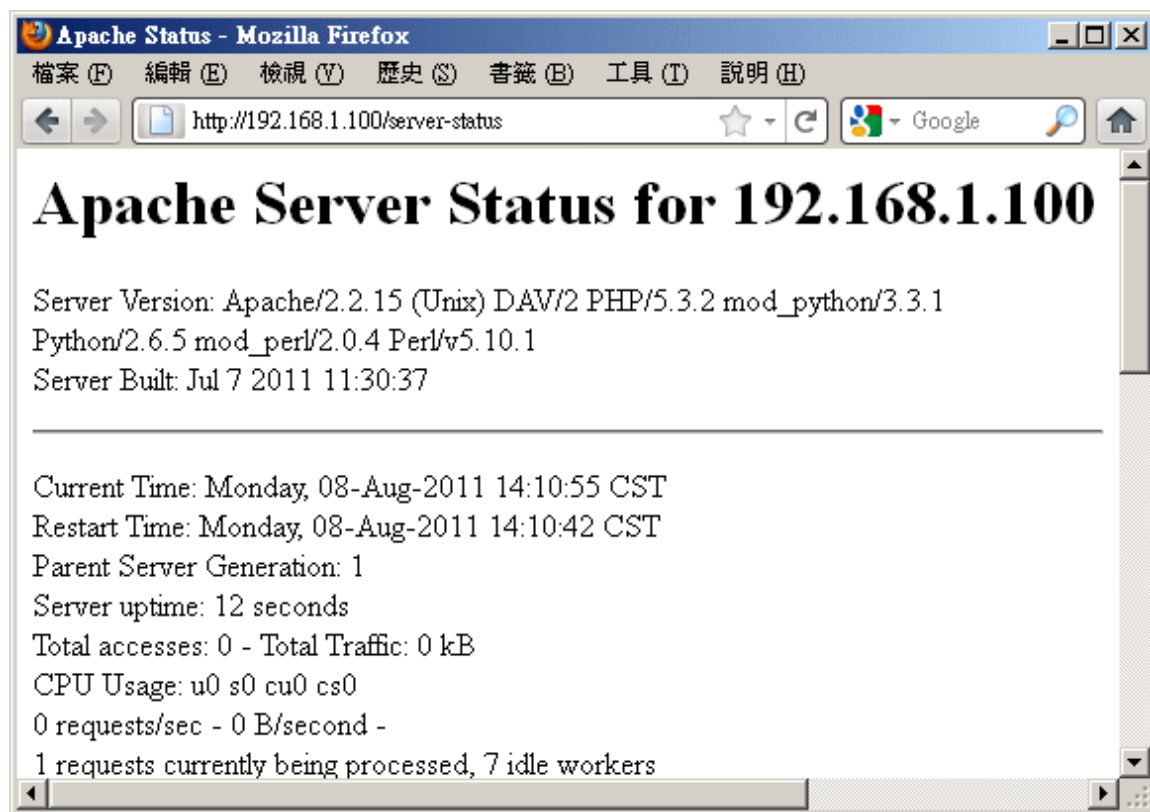 Apache Status - Mozilla Firefox
檔案 (F) 編輯 (E) 檢視 (V) 歷史 (S) 書籤 (B) 工具 (T) 說明 (H)
http://192.168.1.100/server-status
Google
Apache Server Status for 192.168.1.100
Server Version: Apache/2.2.15 (Unix) DAV/2 PHP/5.3.2 mod_python/3.3.1
Python/2.6.5 mod_perl/2.0.4 Perl/v5.10.1
Server Built: Jul 7 2011 11:30:37
Current Time: Monday, 08-Aug-2011 14:10:55 CST
Restart Time: Monday, 08-Aug-2011 14:10:42 CST
Parent Server Generation: 1
Server uptime: 12 seconds
Total accesses: 0 - Total Traffic: 0 kB
CPU Usage: u0 s0 cu0 cs0
0 requests/sec - 0 B/second -
1 requests currently being processed, 7 idle workers